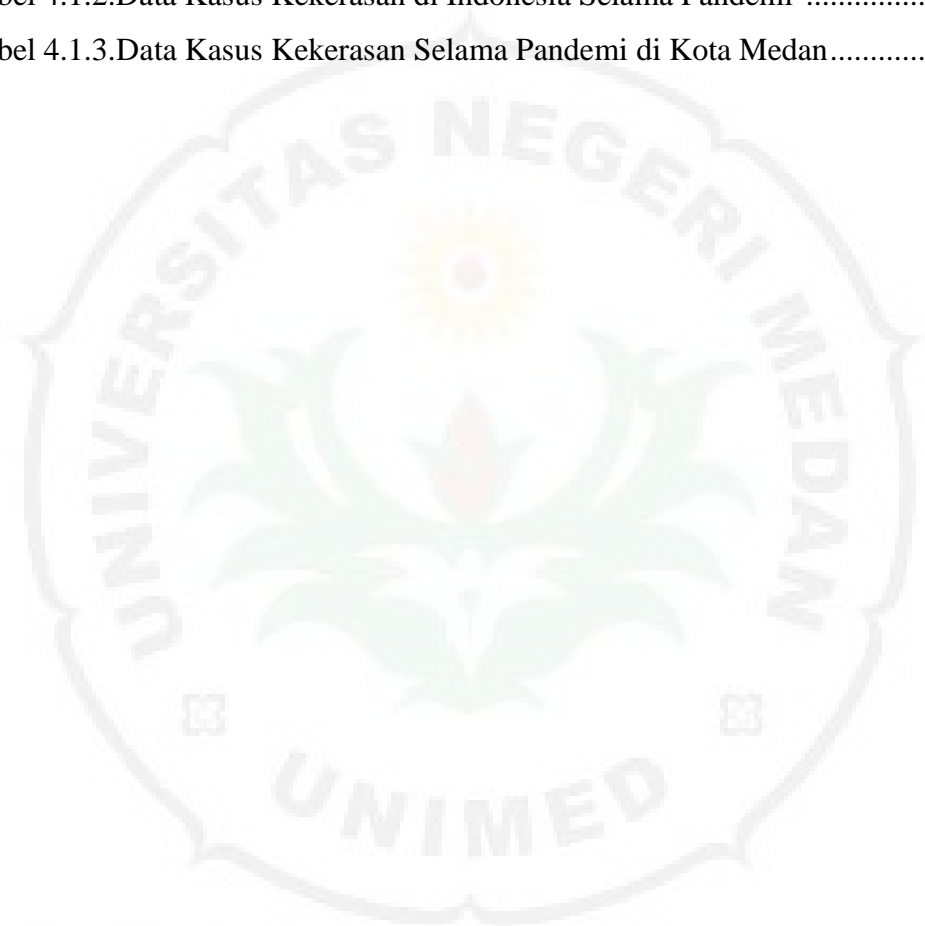 bel 4.1.2.Data Kasus Kekerasan di Indonesia Selama Pandemi ...............
bel 4.1.3.Data Kasus Kekerasan Selama Pandemi di Kota Medan............
UNIVERSITAS NEGERI MEDAN
UNIMED